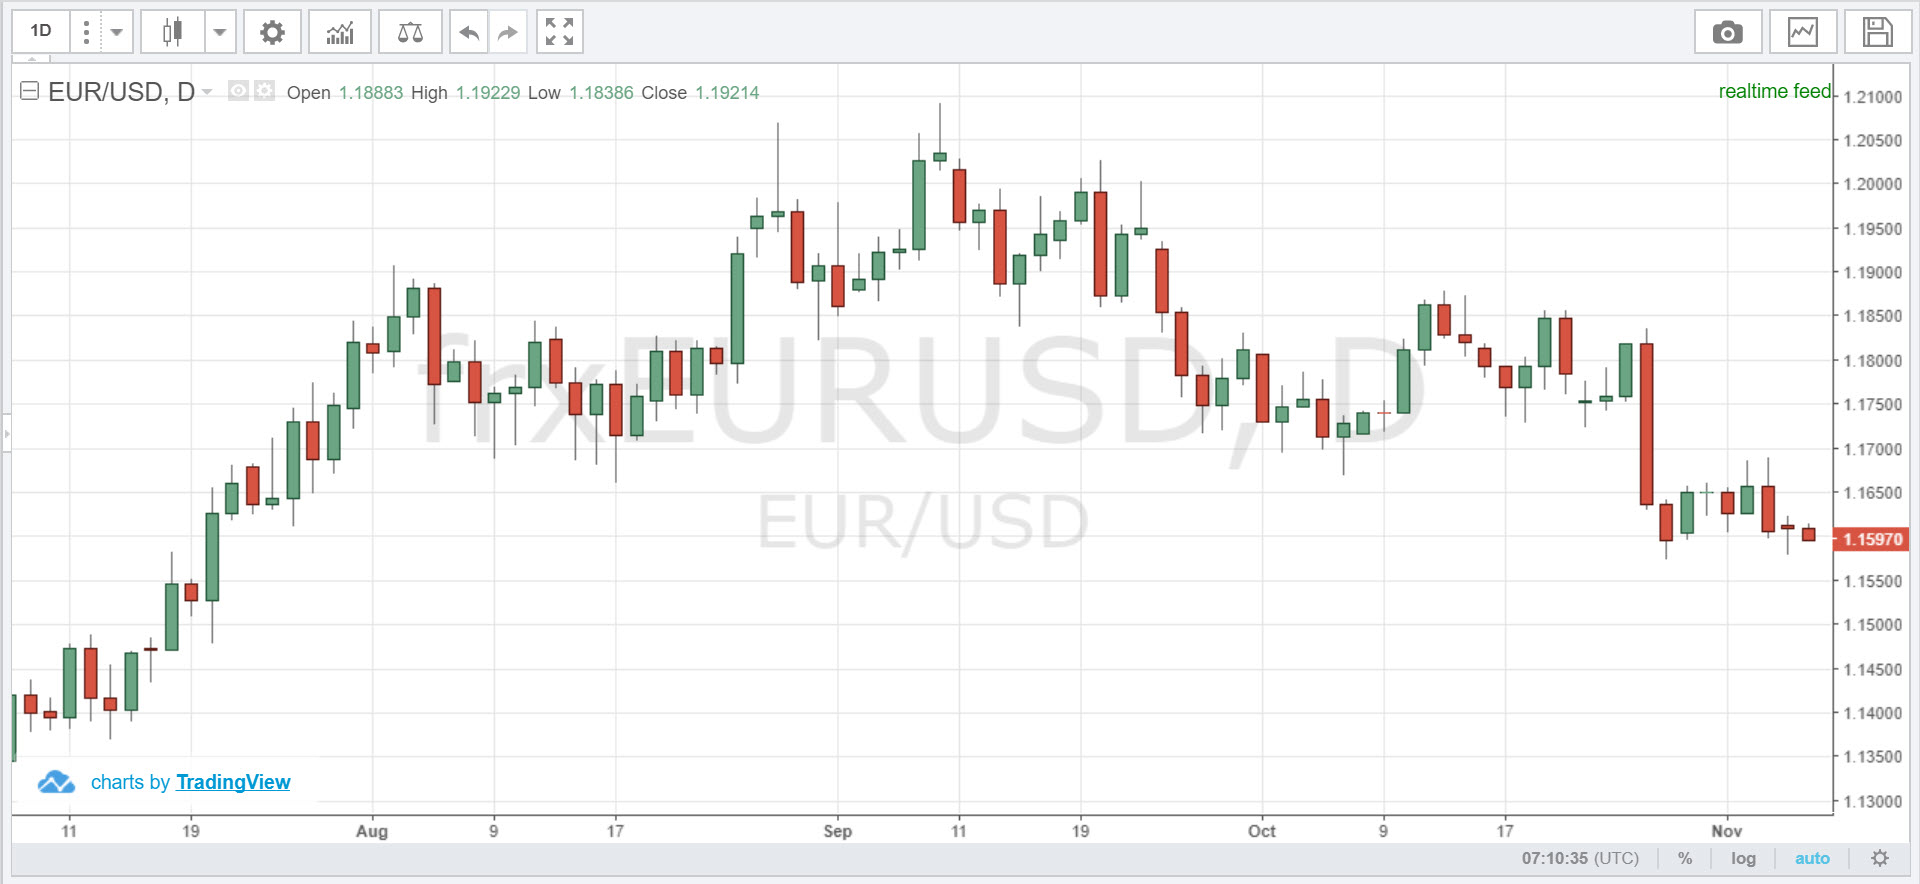 1D
EUR/USD, D Open 1.18883 High 1.19229 Low 1.18386 Close 1.19214
realtime feed
1.21000
1.20500
1.20000
1.19500
1.19000
1.18500
1.18000
1.17500
1.17000
1.16500
1.15970
1.15500
1.15000
1.14500
1.14000
1.13500
1.13000
frxEURUSD, D
EUR/USD
charts by TradingView
11 19 Aug 9 17 Sep 11 19 Oct 9 17 Nov
07:10:35 (UTC) % log auto